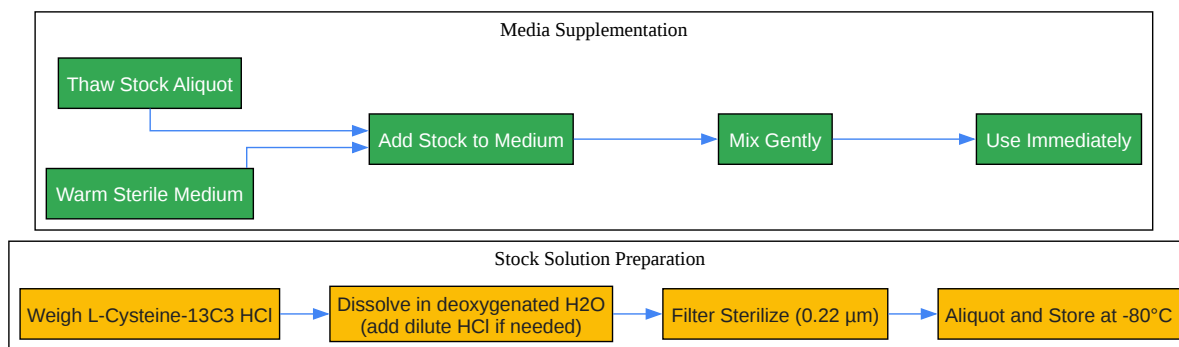 Media Supplementation
Thaw Stock Aliquot
Warm Sterile Medium
Add Stock to Medium
Mix Gently
Use Immediately
Stock Solution Preparation
Weigh L-Cysteine-13C3 HCl
Dissolve in deoxygenated H2O
(add dilute HCl if needed)
Filter Sterilize (0.22 µm)
Aliquot and Store at -80°C